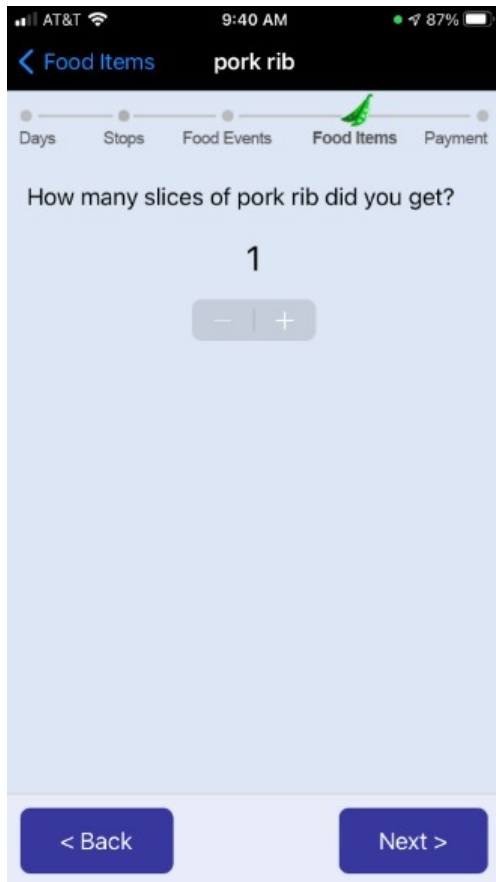 AT&T 9:40 AM 87%
Food Items pork rib
Days Stops Food Events Food Items Payment
How many slices of pork rib did you get?
1
− +
< Back Next >